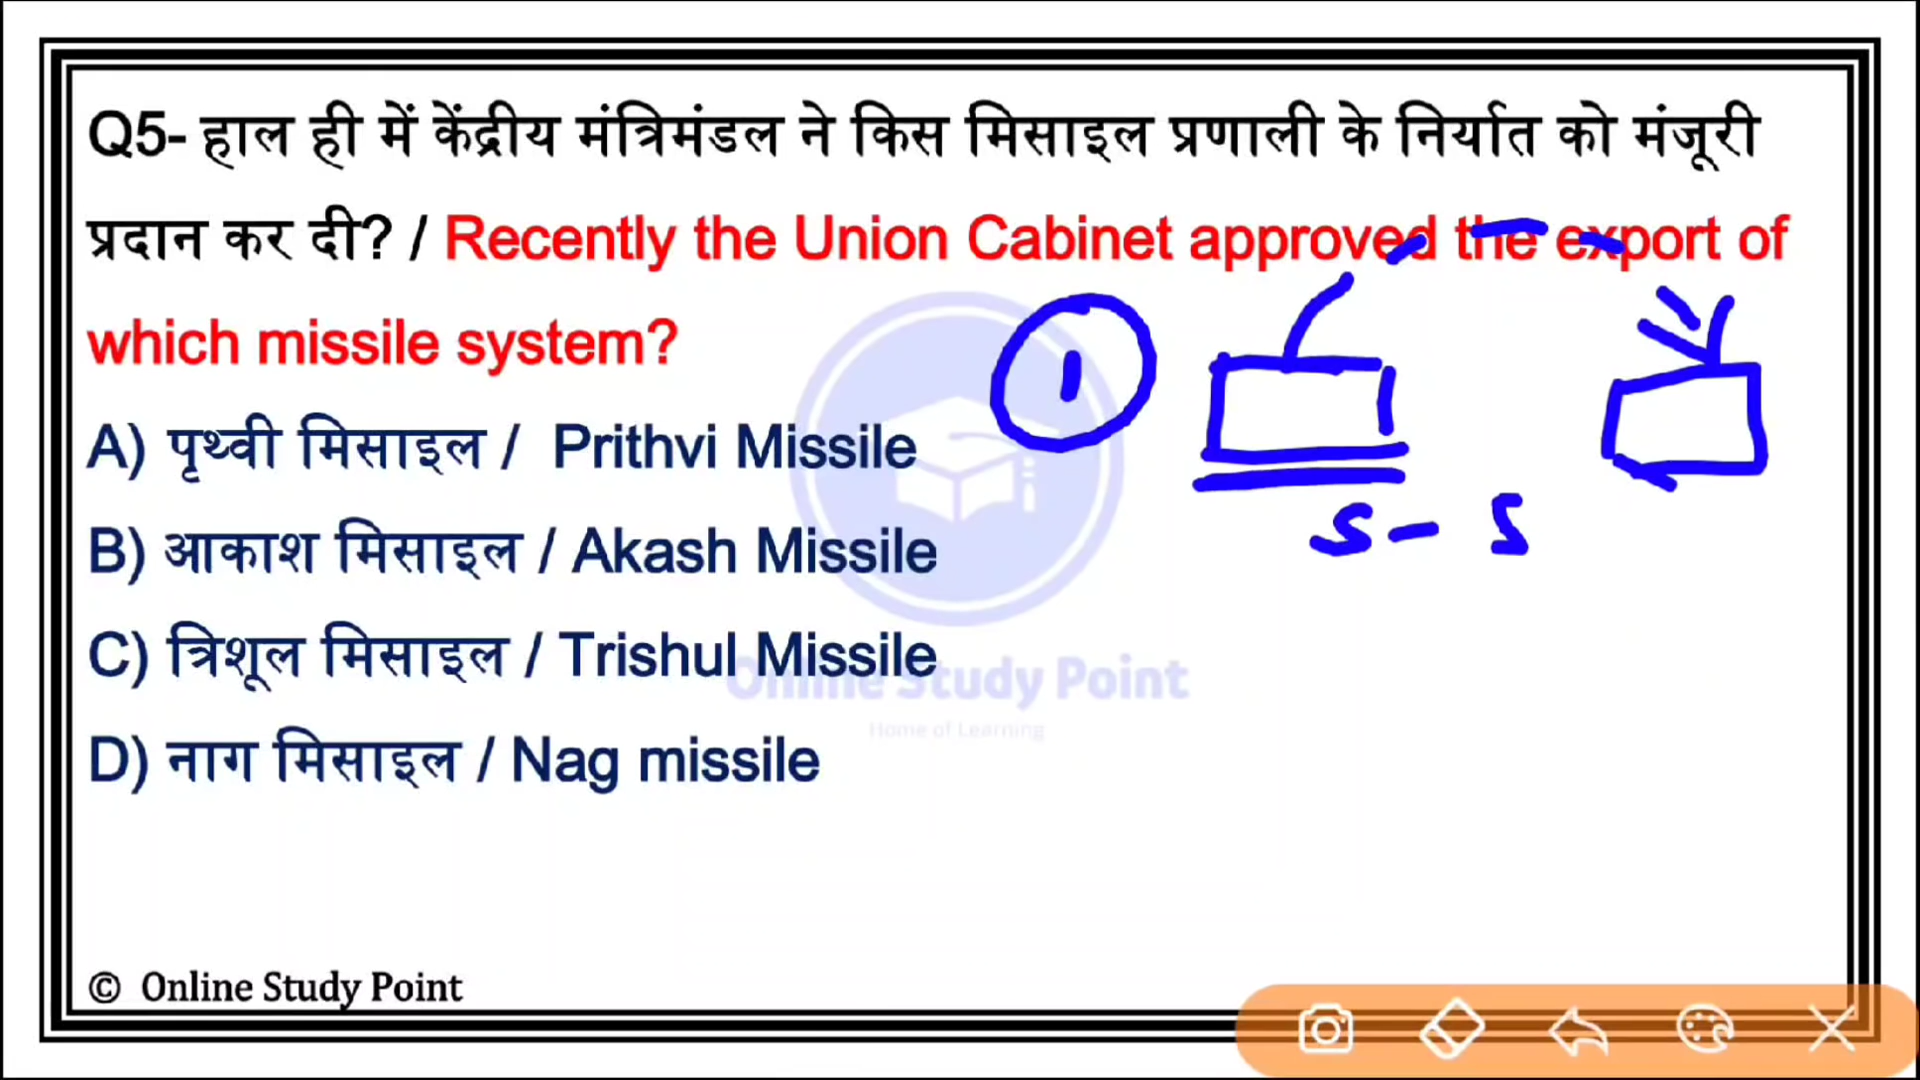 Q5- हाल ही में केंद्रीय मंत्रिमंडल ने किस मिसाइल प्रणाली के निर्यात को मंजूरी
प्रदान कर दी? / Recently the Union Cabinet approved the export of
which missile system?
1
A) पृथ्वी मिसाइल / Prithvi Missile
S - S
B) आकाश मिसाइल / Akash Missile
C) त्रिशूल मिसाइल / Trishul Missile
Online Study Point
Home of Learning
D) नाग मिसाइल / Nag missile
© Online Study Point